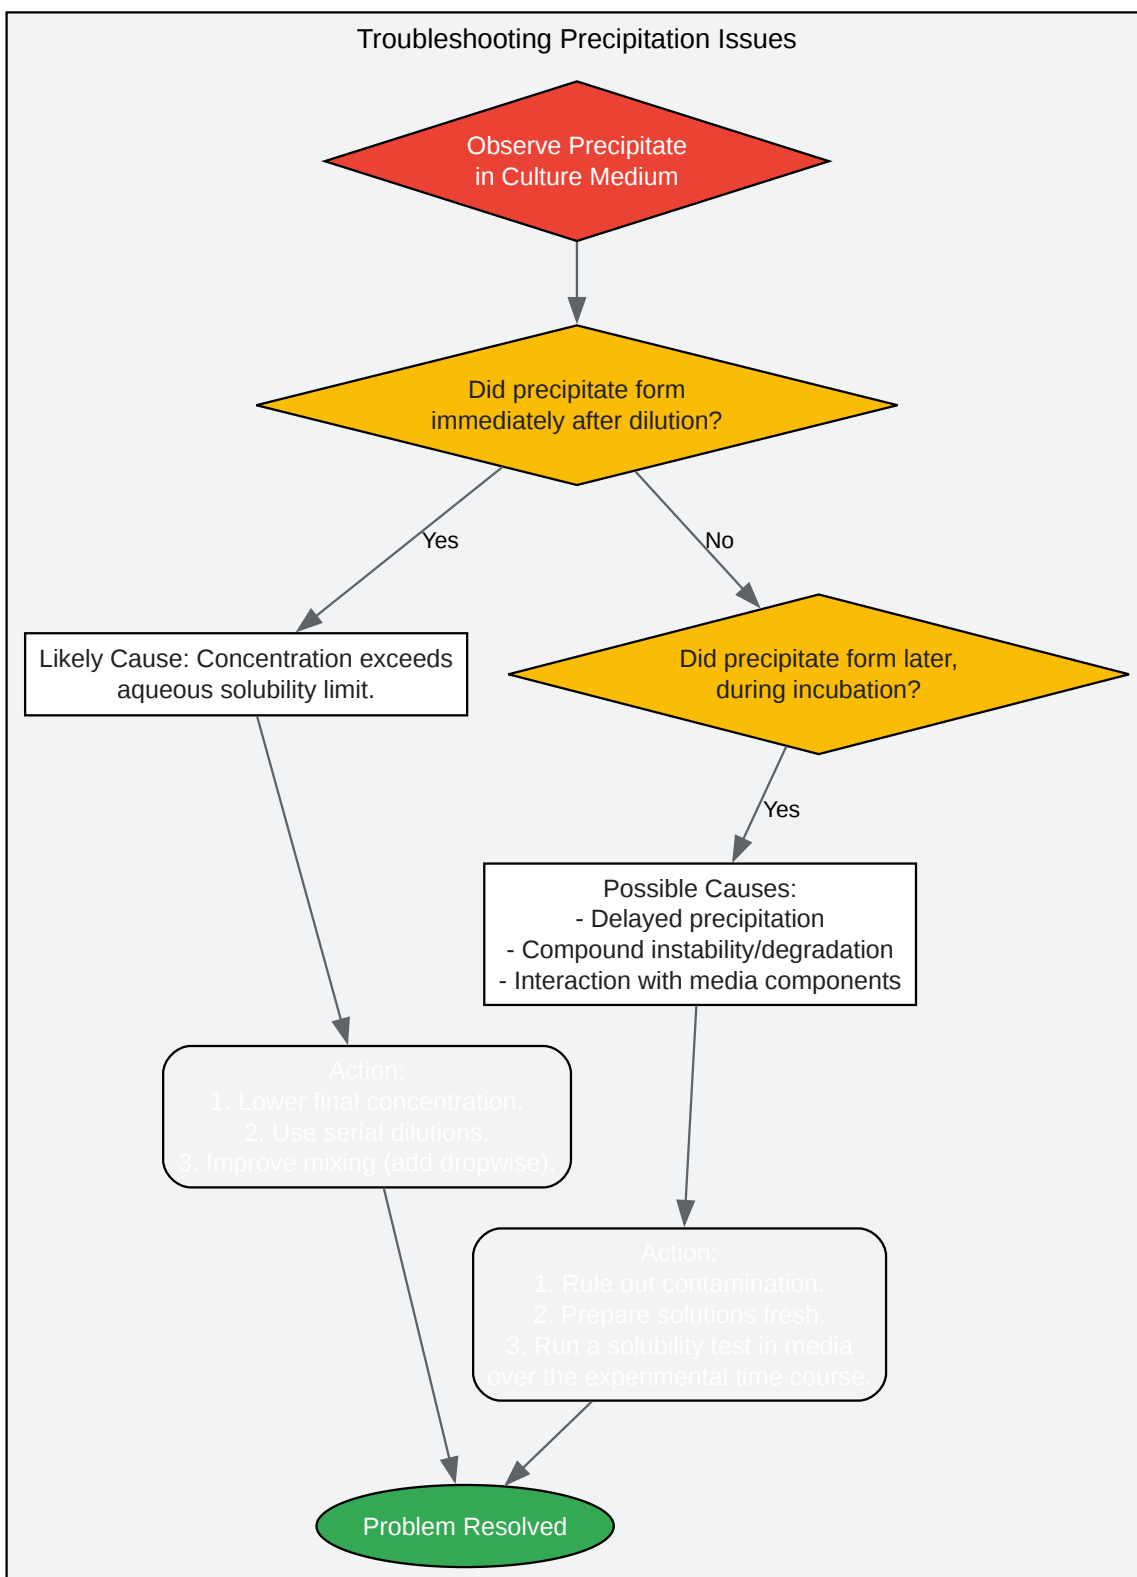 Troubleshooting Precipitation Issues
Observe Precipitate
in Culture Medium
Did precipitate form
immediately after dilution?
Yes
No
Likely Cause: Concentration exceeds
aqueous solubility limit.
Did precipitate form later,
during incubation?
Yes
Possible Causes:
- Delayed precipitation
- Compound instability/degradation
- Interaction with media components
Action:
1. Lower final concentration.
2. Use serial dilutions.
3. Improve mixing (add dropwise).
Action:
1. Rule out contamination.
2. Prepare solutions fresh.
3. Run a solubility test in media
over the experimental time course.
Problem Resolved